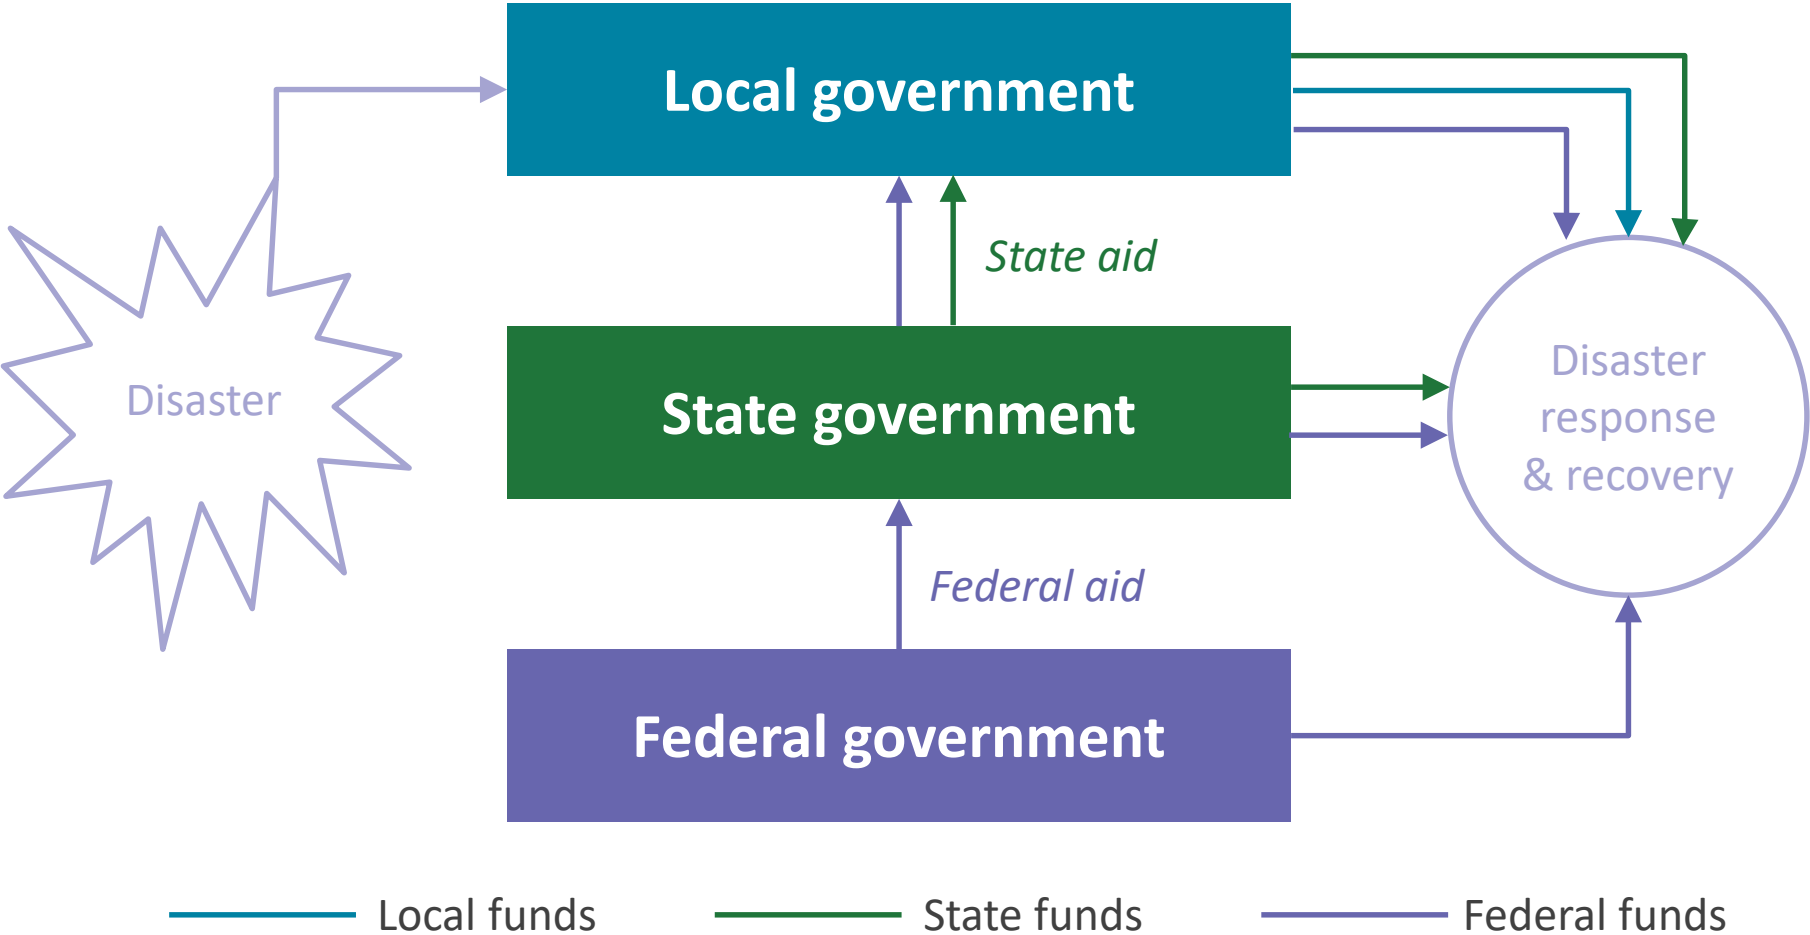 Local government
State aid
Disaster
State government
Disaster
response
& recovery
Federal aid
Federal government
Local funds
State funds
Federal funds